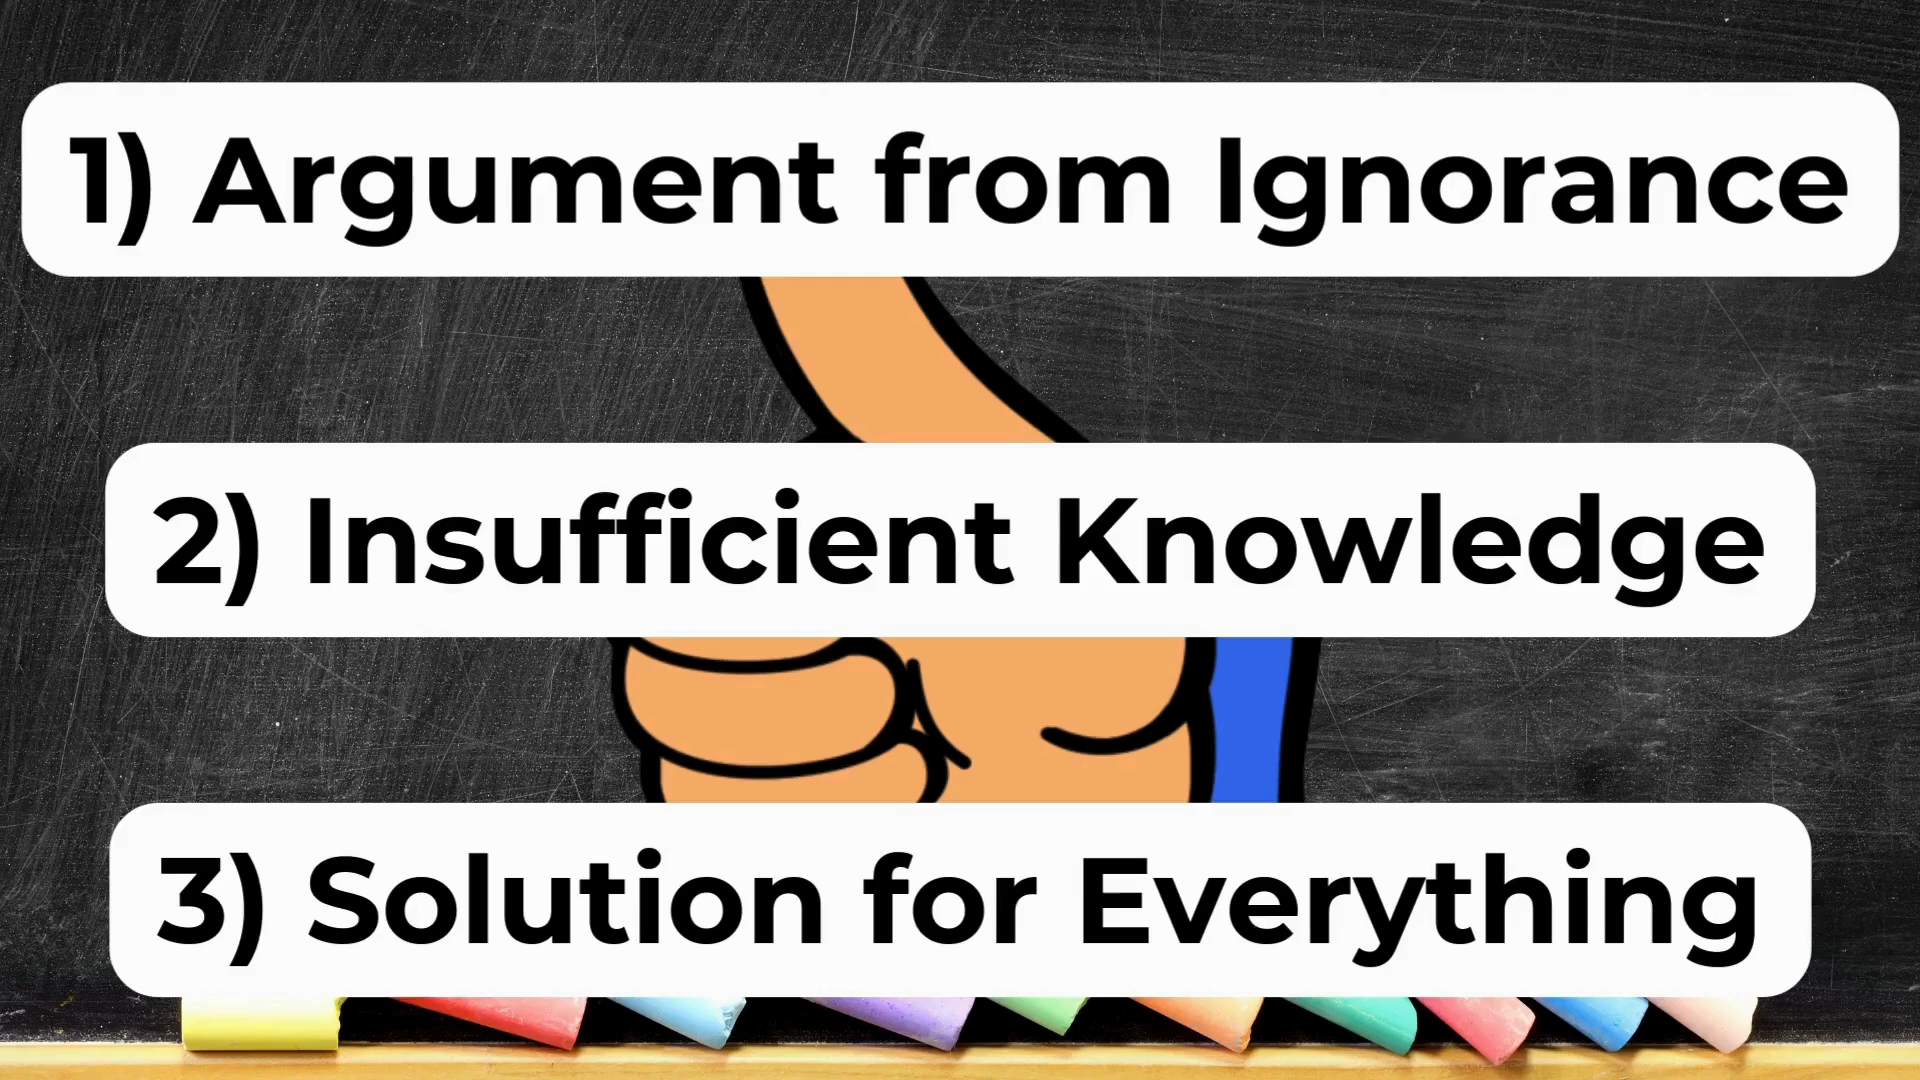 1) Argument from Ignorance
2) Insufficient Knowledge
3) Solution for Everything